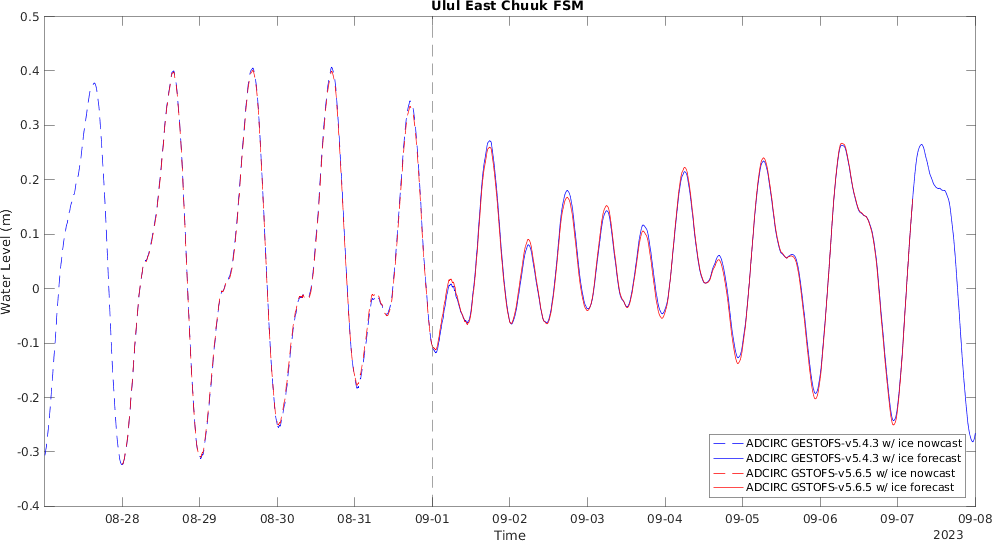 Ulul East Chuuk FSM
0.5
0.4
0.3
0.2
0.1
0
-0.1
-0.2
-0.3
-0.4
Water Level (m)
ADCIRC GESTOFS-v5.4.3 w/ ice nowcast
ADCIRC GESTOFS-v5.4.3 w/ ice forecast
ADCIRC GSTOFS-v5.6.5 w/ ice nowcast
ADCIRC GSTOFS-v5.6.5 w/ ice forecast
08-28 08-29 08-30 08-31 09-01 09-02 09-03 09-04 09-05 09-06 09-07 09-08
Time
2023